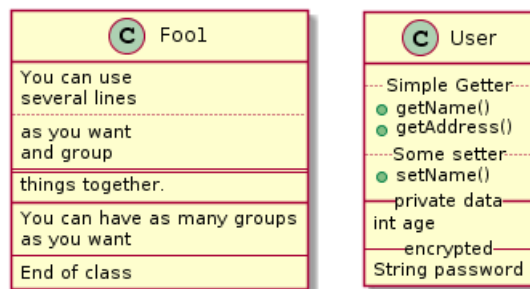 C Foo1
You can use
several lines
as you want
and group
things together.
You can have as many groups
as you want
End of class
C User
Simple Getter
getName()
getAddress()
Some setter
setName()
private data
int age
encrypted
String password